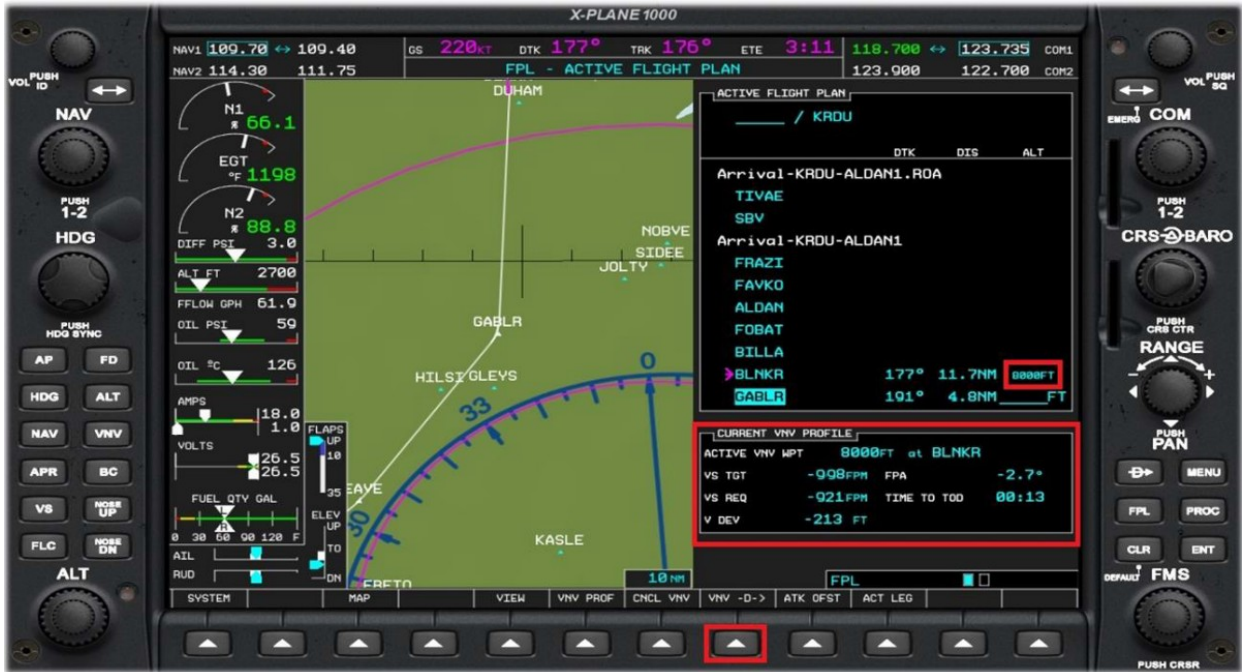 X-PLANE 1000
NAV1 109.70 ↔ 109.40
NAV2 114.30 111.75
GS 220KT DTK 177° TRK 176° ETE 3:11
FPL - ACTIVE FLIGHT PLAN
118.700 ↔ 123.735 COM1
123.900 122.700 COM2
VOL PUSH ID
NAV
PUSH
1-2
HDG
PUSH
HDG SYNC
AP FD
HDG ALT
NAV VNV
APR BC
VS NOSE UP
FLC NOSE DN
ALT
N1
% 66.1
EGT
°F 1198
N2
% 88.8
DIFF PSI 3.0
ALT FT 2700
FFLOW GPH 61.9
OIL PSI 59
OIL °C 126
AMPS
18.0
1.0
VOLTS
26.5
26.5
FUEL QTY GAL
L
R
0 30 60 90 120 F
AIL
RUD
FLAPS
UP
10
35
ELEV
UP
TO
DN
DUHAM
NOBVE
SIDEE
JOLTY
GABLR
HILSI GLEYS
0
33
30
EAVE
KASLE
10 NM
ACTIVE FLIGHT PLAN
_____ / KRDU
DTK DIS ALT
Arrival-KRDU-ALDAN1.ROA
TIVAE
SBV
Arrival-KRDU-ALDAN1
FRAZI
FAVKO
ALDAN
FOBAT
BILLA
BLNKR 177° 11.7NM 8000FT
GABLR 191° 4.8NM _____FT
CURRENT VNV PROFILE
ACTIVE VNV WPT 8000FT at BLNKR
VS TGT -998FPM FPA -2.7°
VS REQ -921FPM TIME TO TOD 00:13
V DEV -213 FT
FPL
SYSTEM MAP VIEW VNV PROF CNCL VNV VNV -D-> ATK OFST ACT LEG
VOL PUSH SQ
EMERG COM
PUSH
1-2
CRS BARO
PUSH
CRS CTR
RANGE
- +
PUSH
PAN
D MENU
FPL PROC
CLR ENT
DEFAULT FMS
PUSH CRSR